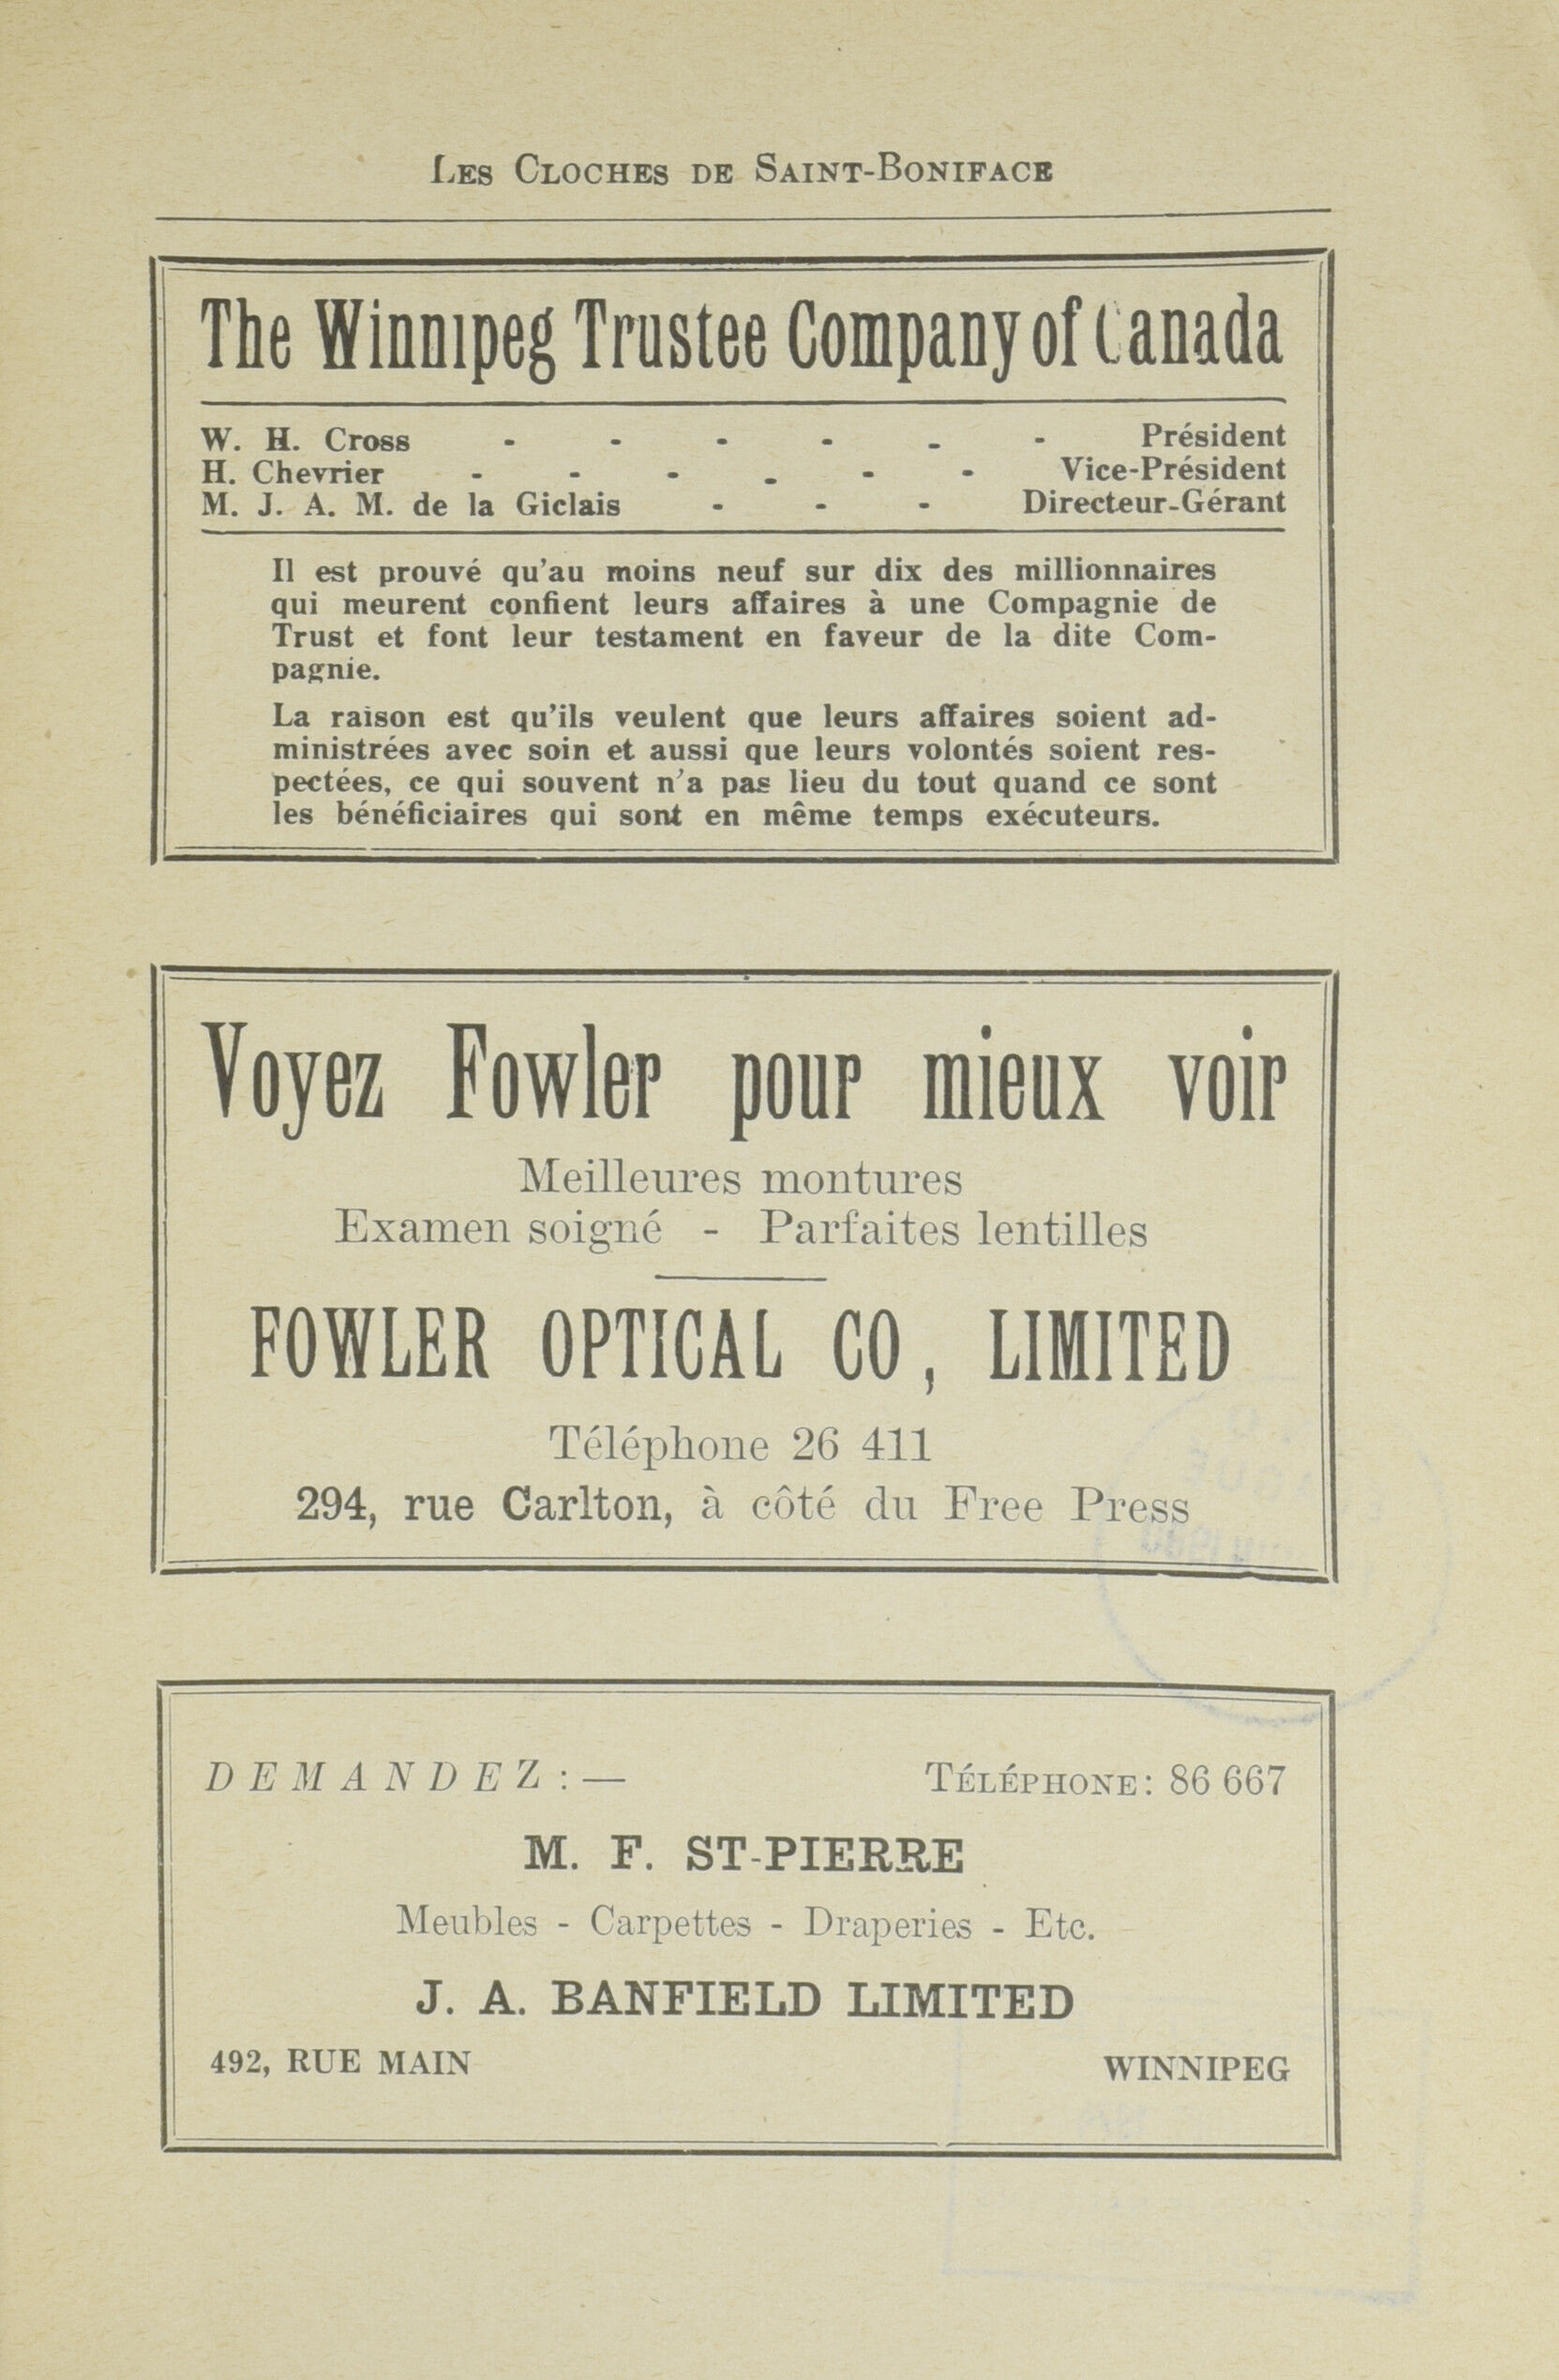 LES CLOCHES DE SAINT-BONIFACE
The Winnipeg Trustee Company of Canada
W. H. Cross - - - - - - Président
H. Chevrier - - - - - - Vice-Président
M. J. A. M. de la Giclais - - - Directeur-Gérant
Il est prouvé qu'au moins neuf sur dix des millionnaires
qui meurent confient leurs affaires à une Compagnie de
Trust et font leur testament en faveur de la dite Com-
pagnie.
La raison est qu'ils veulent que leurs affaires soient ad-
ministrées avec soin et aussi que leurs volontés soient res-
pectées, ce qui souvent n'a pas lieu du tout quand ce sont
les bénéficiaires qui sont en même temps exécuteurs.
Voyez Fowler pour mieux voir
Meilleures montures
Examen soigné - Parfaites lentilles
FOWLER OPTICAL CO, LIMITED
Téléphone 26 411
294, rue Carlton, à côté du Free Press
DEMANDEZ:— TÉLÉPHONE: 86 667
M. F. ST-PIERRE
Meubles - Carpettes - Draperies - Etc.
J. A. BANFIELD LIMITED
492, RUE MAIN WINNIPEG